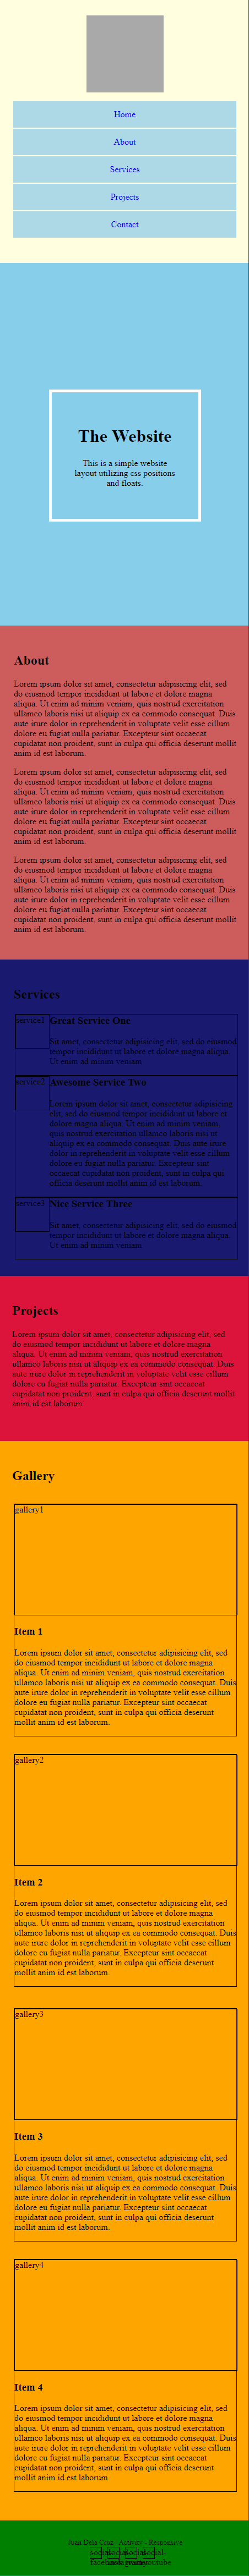 Home
About
Services
Projects
Contact
The Website
This is a simple website
layout utilizing css positions
and floats.
About
Lorem ipsum dolor sit amet, consectetur adipisicing elit, sed
do eiusmod tempor incididunt ut labore et dolore magna
aliqua. Ut enim ad minim veniam, quis nostrud exercitation
ullamco laboris nisi ut aliquip ex ea commodo consequat. Duis
aute irure dolor in reprehenderit in voluptate velit esse cillum
dolore eu fugiat nulla pariatur. Excepteur sint occaecat
cupidatat non proident, sunt in culpa qui officia deserunt mollit
anim id est laborum.
Lorem ipsum dolor sit amet, consectetur adipisicing elit, sed
do eiusmod tempor incididunt ut labore et dolore magna
aliqua. Ut enim ad minim veniam, quis nostrud exercitation
ullamco laboris nisi ut aliquip ex ea commodo consequat. Duis
aute irure dolor in reprehenderit in voluptate velit esse cillum
dolore eu fugiat nulla pariatur. Excepteur sint occaecat
cupidatat non proident, sunt in culpa qui officia deserunt mollit
anim id est laborum.
Lorem ipsum dolor sit amet, consectetur adipisicing elit, sed
do eiusmod tempor incididunt ut labore et dolore magna
aliqua. Ut enim ad minim veniam, quis nostrud exercitation
ullamco laboris nisi ut aliquip ex ea commodo consequat. Duis
aute irure dolor in reprehenderit in voluptate velit esse cillum
dolore eu fugiat nulla pariatur. Excepteur sint occaecat
cupidatat non proident, sunt in culpa qui officia deserunt mollit
anim id est laborum.
Services
service1 Great Service One
Sit amet, consectetur adipisicing elit, sed do eiusmod
tempor incididunt ut labore et dolore magna aliqua.
Ut enim ad minim veniam
service2 Awesome Service Two
Lorem ipsum dolor sit amet, consectetur adipisicing
elit, sed do eiusmod tempor incididunt ut labore et
dolore magna aliqua. Ut enim ad minim veniam,
quis nostrud exercitation ullamco laboris nisi ut
aliquip ex ea commodo consequat. Duis aute irure
dolor in reprehenderit in voluptate velit esse cillum
dolore eu fugiat nulla pariatur. Excepteur sint
occaecat cupidatat non proident, sunt in culpa qui
officia deserunt mollit anim id est laborum.
service3 Nice Service Three
Sit amet, consectetur adipisicing elit, sed do eiusmod
tempor incididunt ut labore et dolore magna aliqua.
Ut enim ad minim veniam
Projects
Lorem ipsum dolor sit amet, consectetur adipisicing elit, sed
do eiusmod tempor incididunt ut labore et dolore magna
aliqua. Ut enim ad minim veniam, quis nostrud exercitation
ullamco laboris nisi ut aliquip ex ea commodo consequat. Duis
aute irure dolor in reprehenderit in voluptate velit esse cillum
dolore eu fugiat nulla pariatur. Excepteur sint occaecat
cupidatat non proident, sunt in culpa qui officia deserunt mollit
anim id est laborum.
Gallery
gallery1
Item 1
Lorem ipsum dolor sit amet, consectetur adipisicing elit, sed
do eiusmod tempor incididunt ut labore et dolore magna
aliqua. Ut enim ad minim veniam, quis nostrud exercitation
ullamco laboris nisi ut aliquip ex ea commodo consequat. Duis
aute irure dolor in reprehenderit in voluptate velit esse cillum
dolore eu fugiat nulla pariatur. Excepteur sint occaecat
cupidatat non proident, sunt in culpa qui officia deserunt
mollit anim id est laborum.
gallery2
Item 2
Lorem ipsum dolor sit amet, consectetur adipisicing elit, sed
do eiusmod tempor incididunt ut labore et dolore magna
aliqua. Ut enim ad minim veniam, quis nostrud exercitation
ullamco laboris nisi ut aliquip ex ea commodo consequat. Duis
aute irure dolor in reprehenderit in voluptate velit esse cillum
dolore eu fugiat nulla pariatur. Excepteur sint occaecat
cupidatat non proident, sunt in culpa qui officia deserunt
mollit anim id est laborum.
gallery3
Item 3
Lorem ipsum dolor sit amet, consectetur adipisicing elit, sed
do eiusmod tempor incididunt ut labore et dolore magna
aliqua. Ut enim ad minim veniam, quis nostrud exercitation
ullamco laboris nisi ut aliquip ex ea commodo consequat. Duis
aute irure dolor in reprehenderit in voluptate velit esse cillum
dolore eu fugiat nulla pariatur. Excepteur sint occaecat
cupidatat non proident, sunt in culpa qui officia deserunt
mollit anim id est laborum.
gallery4
Item 4
Lorem ipsum dolor sit amet, consectetur adipisicing elit, sed
do eiusmod tempor incididunt ut labore et dolore magna
aliqua. Ut enim ad minim veniam, quis nostrud exercitation
ullamco laboris nisi ut aliquip ex ea commodo consequat. Duis
aute irure dolor in reprehenderit in voluptate velit esse cillum
dolore eu fugiat nulla pariatur. Excepteur sint occaecat
cupidatat non proident, sunt in culpa qui officia deserunt
mollit anim id est laborum.
Juan Dela Cruz | Activity - Responsive